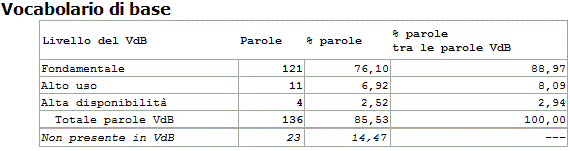 Vocabolario di base
Livello del VdB Parole % parole % parole tra le parole VdB
Fondamentale 121 76,10 88,97
Alto uso 11 6,92 8,09
Alta disponibilità 4 2,52 2,94
Totale parole VdB 136 85,53 100,00
Non presente in VdB 23 14,47 ---